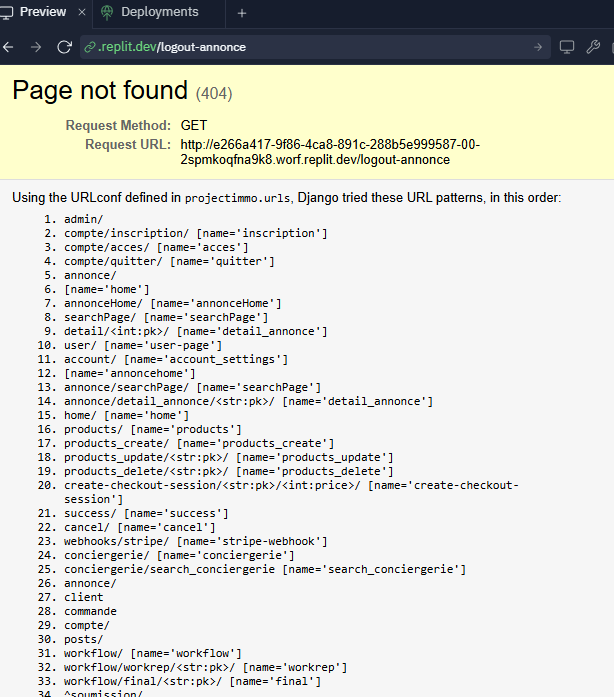 Preview
Deployments
.replit.dev/logout-annonce
Page not found (404)
Request Method: GET
Request URL: http://e266a417-9f86-4ca8-891c-288b5e999587-00-
2spmkoqfna9k8.worf.replit.dev/logout-annonce
Using the URLconf defined in projectimmo.urls, Django tried these URL patterns, in this order:
1. admin/
2. compte/inscription/ [name='inscription']
3. compte/acces/ [name='acces']
4. compte/quitter/ [name='quitter']
5. annonce/
6. [name='home']
7. annonceHome/ [name='annonceHome']
8. searchPage/ [name='searchPage']
9. detail/<int:pk>/ [name='detail_annonce']
10. user/ [name='user-page']
11. account/ [name='account_settings']
12. [name='annoncehome']
13. annonce/searchPage/ [name='searchPage']
14. annonce/detail_annonce/<str:pk>/ [name='detail_annonce']
15. home/ [name='home']
16. products/ [name='products']
17. products_create/ [name='products_create']
18. products_update/<str:pk>/ [name='products_update']
19. products_delete/<str:pk>/ [name='products_delete']
20. create-checkout-session/<str:pk>/<int:price>/ [name='create-checkout-
session']
21. success/ [name='success']
22. cancel/ [name='cancel']
23. webhooks/stripe/ [name='stripe-webhook']
24. conciergerie/ [name='conciergerie']
25. conciergerie/search_conciergerie [name='search_conciergerie']
26. annonce/
27. client
28. commande
29. compte/
30. posts/
31. workflow/ [name='workflow']
32. workflow/workrep/<str:pk>/ [name='workrep']
33. workflow/final/<str:pk>/ [name='final']
34. ^soumission/